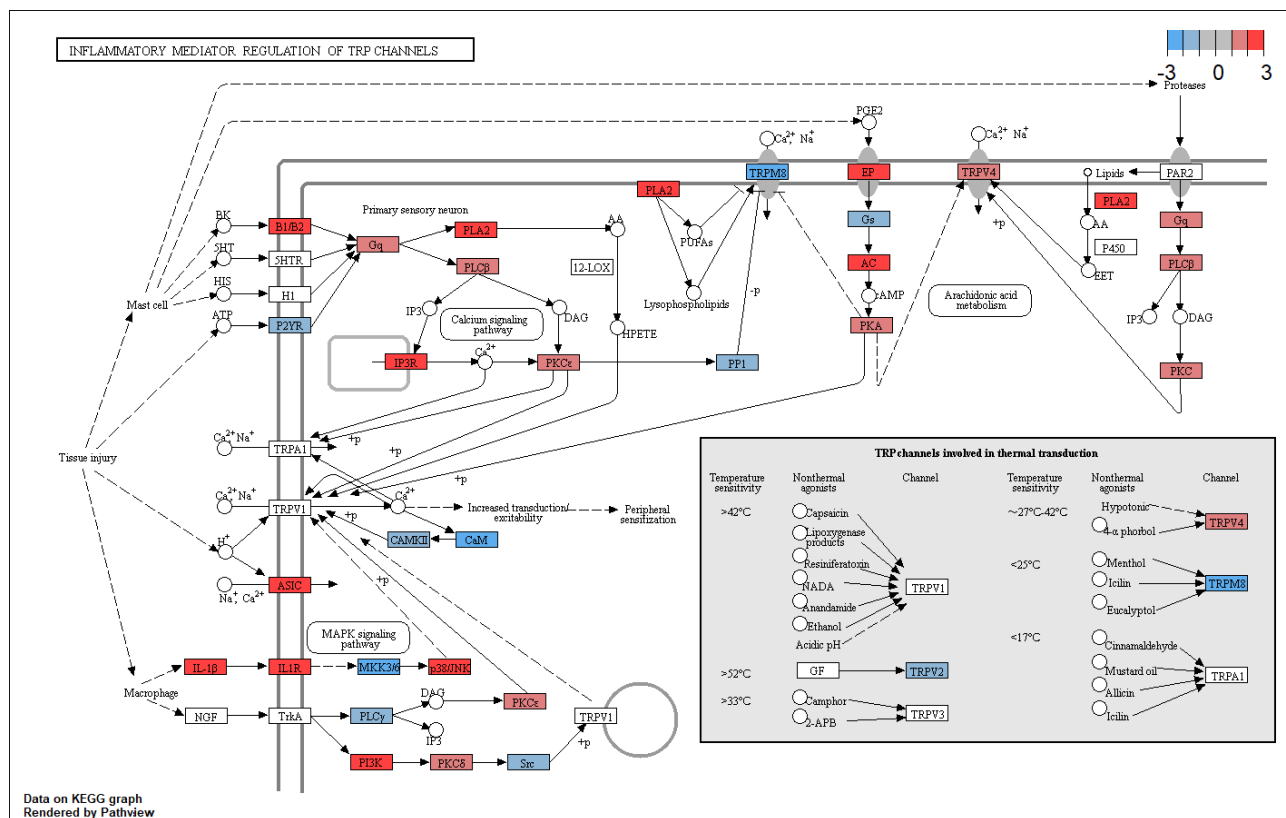 INFLAMMATORY MEDIATOR REGULATION OF TRP CHANNELS
-3 0 3
Proteases
PGE2
Ca²⁺, Na⁺
Ca²⁺, Na⁺
TRPM8
EP
TRPV4
Lipids
PAR2
PLA2
PLA2
BK
Primary sensory neuron
B1/B2
AA
Gs
AA
Gq
5HT
Gq
PLA2
PUFAs
P450
5HTR
PLCβ
12-LOX
AC
EET
PLCβ
HIS
H1
Mast cell
Lysophospholipids
-p
+p
cAMP
Arachidonic acid
metabolism
ATP
IP3
DAG
IP3
DAG
P2YR
Calcium signaling
pathway
HPETE
PKA
Ca²⁺
IP3R
PKCε
PP1
PKC
Ca²⁺ Na⁺
TRPA1
+p
+p
Tissue injury
+p
Ca²⁺ Na⁺
TRPV1
+p
Ca²⁺
Increased transduction/
excitability
Peripheral
sensitization
H⁺
CAMKII
CaM
ASIC
Na⁺, Ca²⁺
+p
MAPK signaling
pathway
IL-1β
IL1R
MKK3/6
p38/JNK
Macrophage
NGF
TrkA
PLCγ
DAG
PKCε
IP3
TRPV1
+p
PI3K
PKCδ
Src
TRP channels involved in thermal transduction
Temperature
sensitivity
Nonthermal
agonists
Channel
>42°C
Capsaicin
Lipoxygenase
products
Resiniferatoxin
NADA
Anandamide
Ethanol
Acidic pH
TRPV1
>52°C
GF
TRPV2
>33°C
Camphor
2-APB
TRPV3
Temperature
sensitivity
Nonthermal
agonists
Channel
~27°C-42°C
Hypotonic
4-α phorbol
TRPV4
<25°C
Menthol
Icilin
Eucalyptol
TRPM8
<17°C
Cinnamaldehyde
Mustard oil
Allicin
Icilin
TRPA1
Data on KEGG graph
Rendered by Pathview